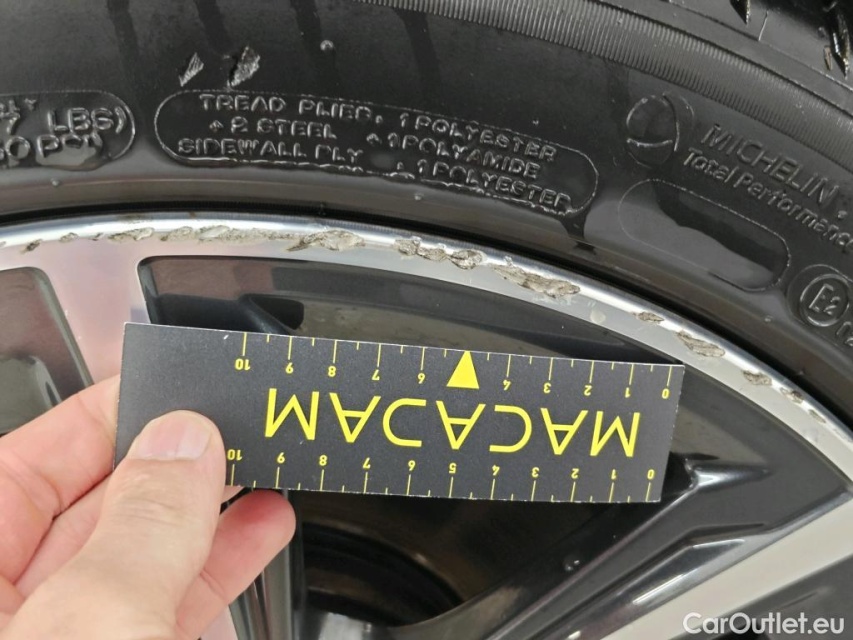 LBS)
TREAD PLIES: 1 POLYESTER
+ 2 STEEL + 1 POLYAMIDE
SIDEWALL PLY + 1 POLYESTER
MICHELIN
Total Performance
E2
10 9 8 7 6 4 3 2 1 0
MACADAM
10 9 8 7 6 5 4 3 2 1 0
CarOutlet.eu